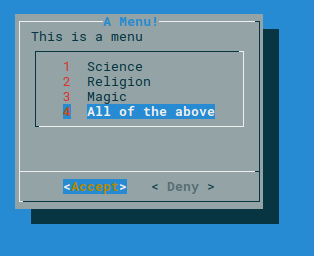 A Menu!
This is a menu
1 Science
2 Religion
3 Magic
4 All of the above
<Accept> < Deny >